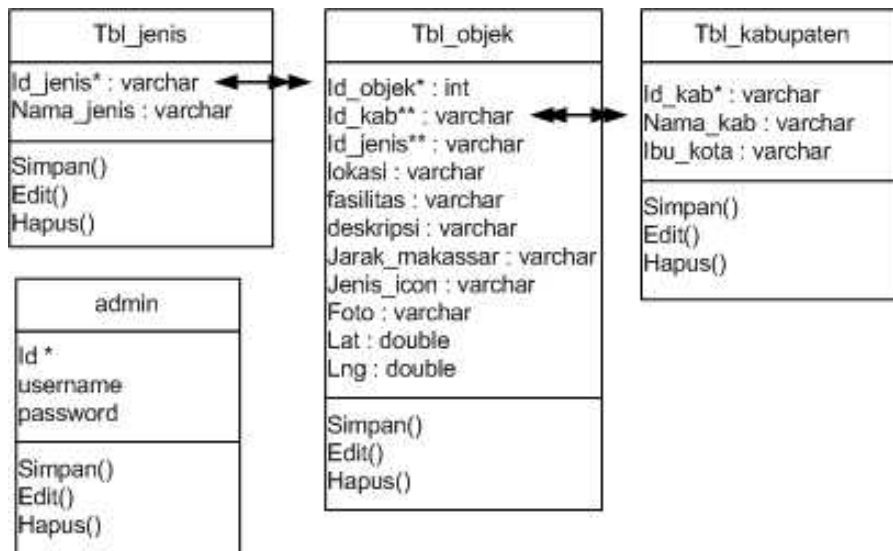 Tbl_jenis
Id_jenis* : varchar
Nama_jenis : varchar
Simpan()
Edit()
Hapus()
admin
Id *
username
password
Simpan()
Edit()
Hapus()
Tbl_objek
Id_objek* : int
Id_kab** : varchar
Id_jenis** : varchar
lokasi : varchar
fasilitas : varchar
deskripsi : varchar
Jarak_makassar : varchar
Jenis_icon : varchar
Foto : varchar
Lat : double
Lng : double
Simpan()
Edit()
Hapus()
Tbl_kabupaten
Id_kab* : varchar
Nama_kab : varchar
Ibu_kota : varchar
Simpan()
Edit()
Hapus()